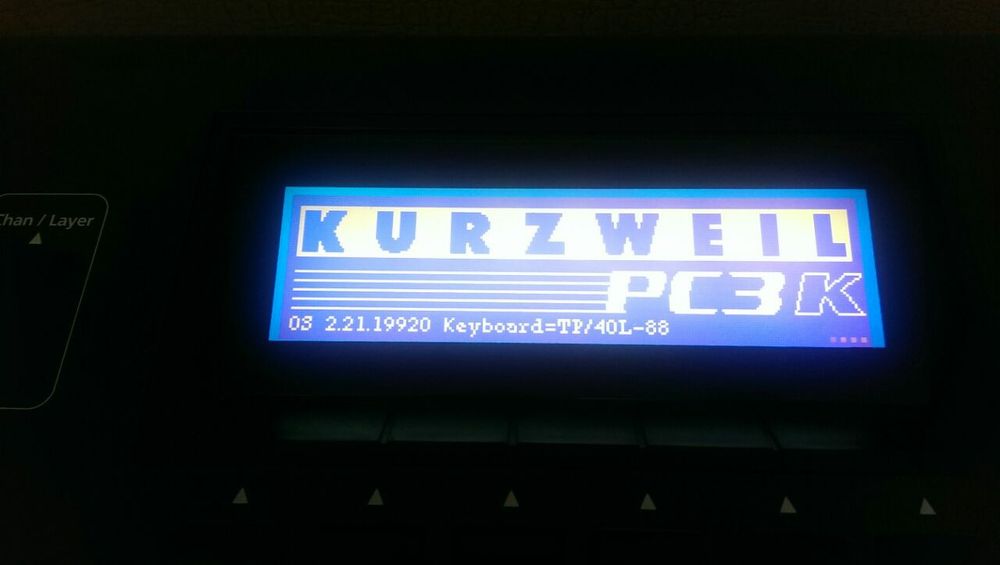 Chan / Layer
KURZWEIL
PC3K
OS 2.21.19920 Keyboard=TP/40L-88